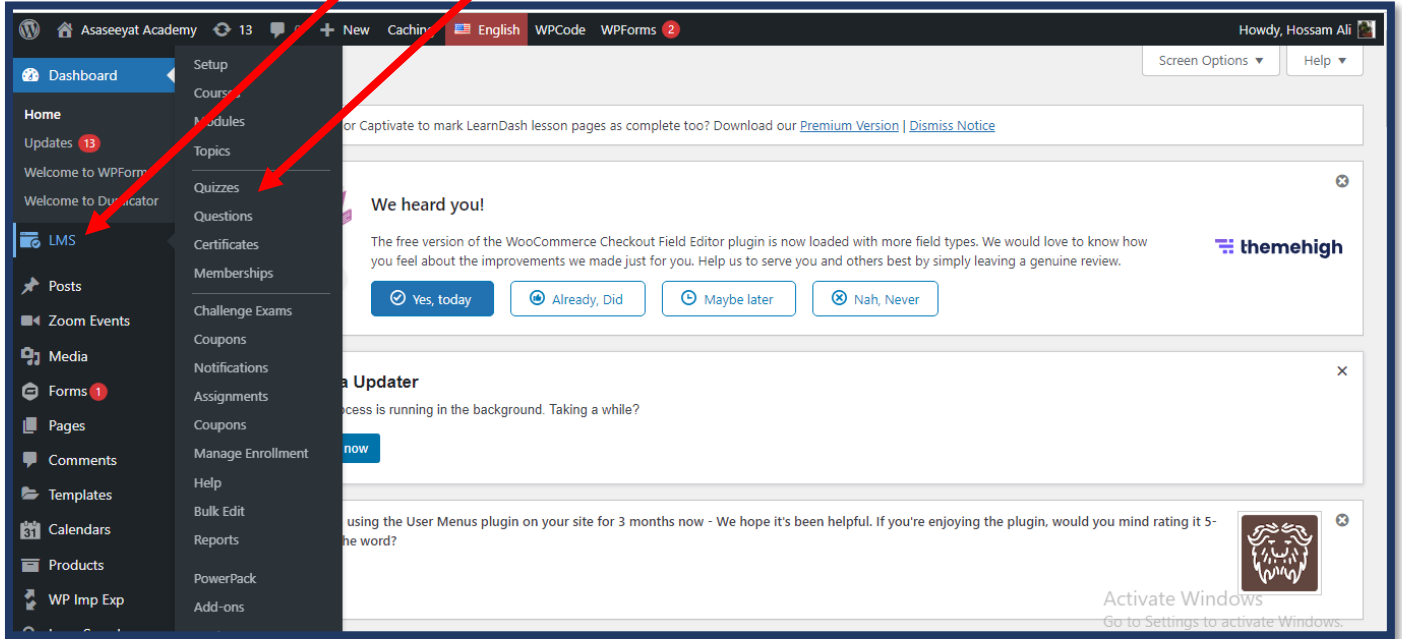 Asaseeyat Academy 13 + New Caching English WPCode WPForms 2 Howdy, Hossam Ali
Screen Options ▼ Help ▼
Dashboard
Home
Updates 13
Welcome to WPForm
Welcome to Duplicator
LMS
Posts
Zoom Events
Media
Forms 1
Pages
Comments
Templates
31 Calendars
Products
WP Imp Exp
Setup
Courses
Modules
Topics
Quizzes
Questions
Certificates
Memberships
Challenge Exams
Coupons
Notifications
Assignments
Coupons
Manage Enrollment
Help
Bulk Edit
Reports
PowerPack
Add-ons
or Captivate to mark LearnDash lesson pages as complete too? Download our Premium Version | Dismiss Notice
We heard you!
The free version of the WooCommerce Checkout Field Editor plugin is now loaded with more field types. We would love to know how
you feel about the improvements we made just for you. Help us to serve you and others best by simply leaving a genuine review.
themehigh
Yes, today Already, Did Maybe later Nah, Never
a Updater
ocess is running in the background. Taking a while?
now
using the User Menus plugin on your site for 3 months now - We hope it's been helpful. If you're enjoying the plugin, would you mind rating it 5-
he word?
Activate Windows
Go to Settings to activate Windows.